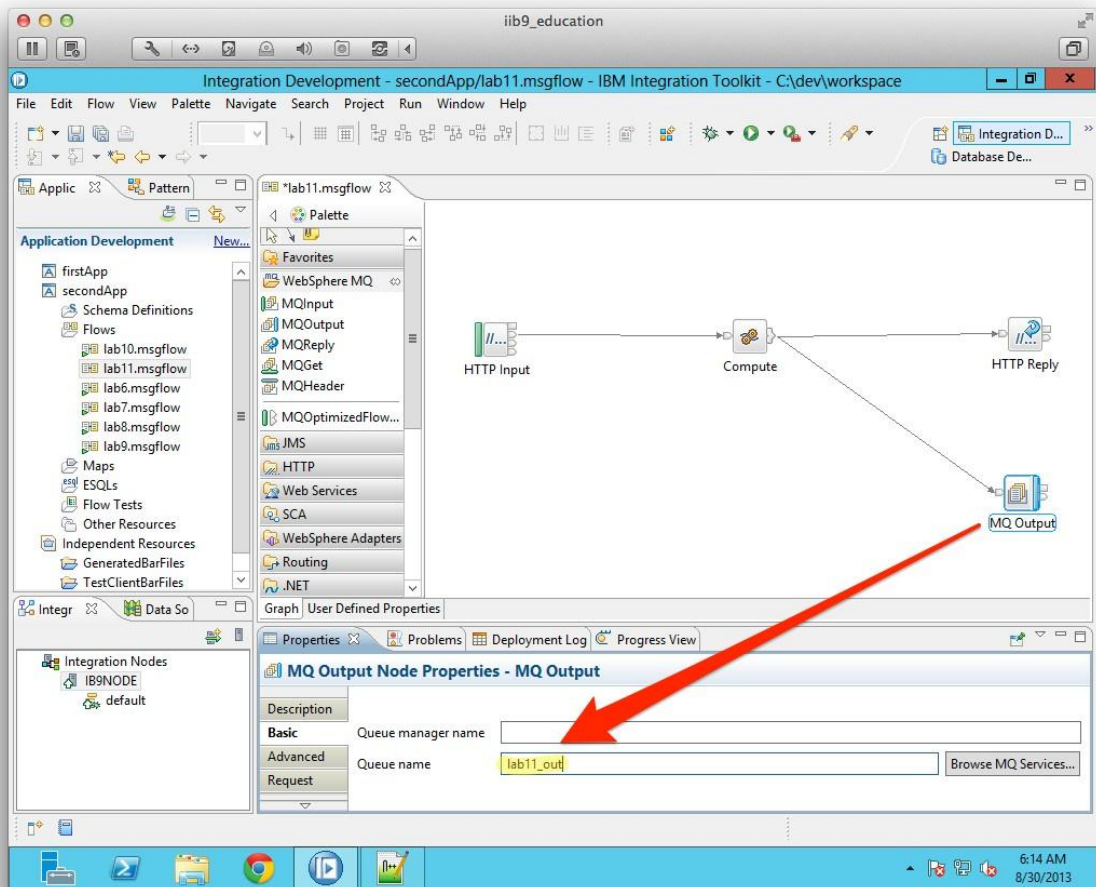 iib9_education
Integration Development - secondApp/lab11.msgflow - IBM Integration Toolkit - C:\dev\workspace
File Edit Flow View Palette Navigate Search Project Run Window Help
Integration D...
Database De...
Applic
Pattern
*lab11.msgflow
Application Development New...
firstApp
secondApp
Schema Definitions
Flows
lab10.msgflow
lab11.msgflow
lab6.msgflow
lab7.msgflow
lab8.msgflow
lab9.msgflow
Maps
ESQLs
Flow Tests
Other Resources
Independent Resources
GeneratedBarFiles
TestClientBarFiles
Palette
Favorites
WebSphere MQ
MQInput
MQOutput
MQReply
MQGet
MQHeader
MQOptimizedFlow...
JMS
HTTP
Web Services
SCA
WebSphere Adapters
Routing
.NET
HTTP Input
Compute
HTTP Reply
MQ Output
Graph User Defined Properties
Integr
Data So
Integration Nodes
IB9NODE
default
Properties Problems Deployment Log Progress View
MQ Output Node Properties - MQ Output
Description
Basic
Advanced
Request
Queue manager name
Queue name lab11_out Browse MQ Services...
6:14 AM
8/30/2013